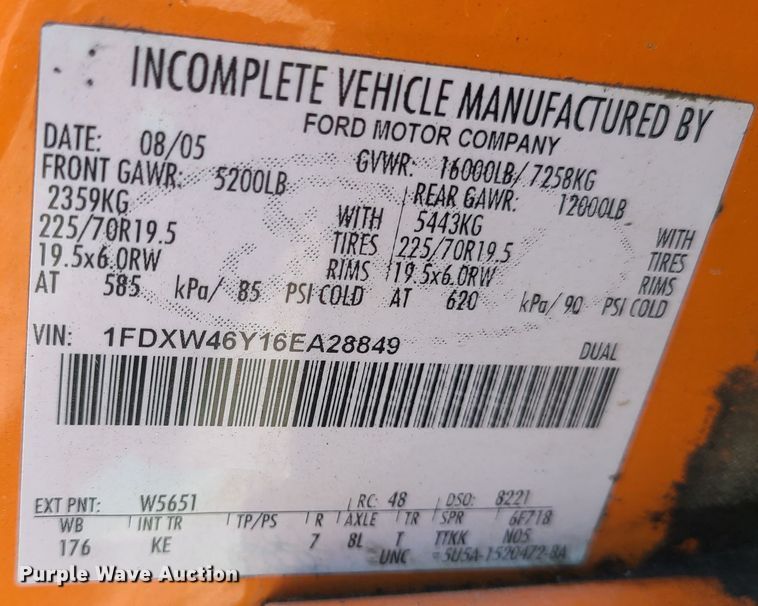 INCOMPLETE VEHICLE MANUFACTURED BY
FORD MOTOR COMPANY
DATE: 08/05 GVWR: 16000LB/ 7258KG
FRONT GAWR: 5200LB REAR GAWR: 12000LB
2359KG WITH 5443KG WITH
225/70R19.5 TIRES 225/70R19.5 TIRES
19.5x6.0RW RIMS 19.5x6.0RW RIMS
AT 585 kPa/ 85 PSI COLD AT 620 kPa/ 90 PSI COLD
VIN: 1FDXW46Y16EA28849 DUAL
EXT PNT: W5651 RC: 48 DSO: 8221
WB INT TR TP/PS R AXLE TR SPR 6F718
176 KE 7 8L T TTKK N05
UNC 5U5A-1520472-BA
Purple Wave Auction